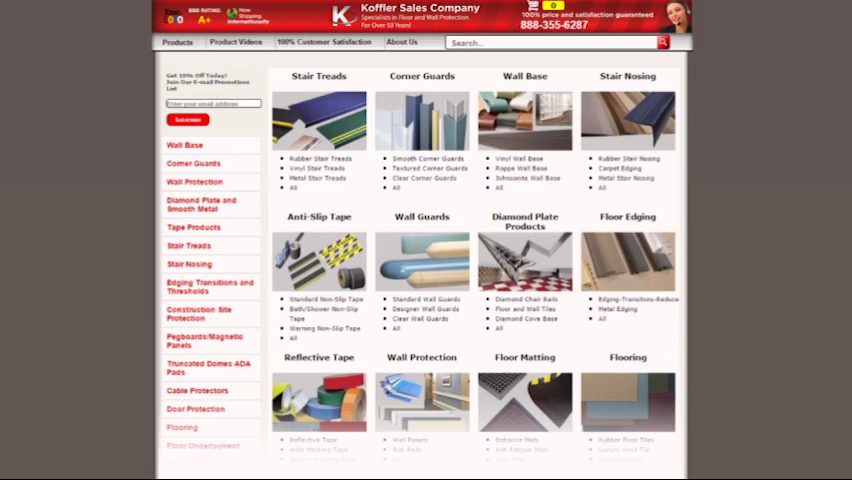 BBB RATING
A+
Now
Shipping
Internationally
Koffler Sales Company
Specialists in Floor and Wall Protection
For Over 50 Years!
0
100% price and satisfaction guaranteed
888-355-6287
Products
Product Videos
100% Customer Satisfaction
About Us
Search...
Get 10% Off Today!
Join Our E-mail Promotions
List
Enter your email address
Subscribe
Wall Base
Corner Guards
Wall Protection
Diamond Plate and
Smooth Metal
Tape Products
Stair Treads
Stair Nosing
Edging Transitions and
Thresholds
Construction Site
Protection
Pegboards/Magnetic
Panels
Truncated Domes ADA
Pads
Cable Protectors
Door Protection
Flooring
Floor Underlayment
Stair Treads
Rubber Stair Treads
Vinyl Stair Treads
Metal Stair Treads
All
Corner Guards
Smooth Corner Guards
Textured Corner Guards
Clear Corner Guards
All
Wall Base
Vinyl Wall Base
Roppe Wall Base
Johnsonite Wall Base
All
Stair Nosing
Rubber Stair Nosing
Carpet Edging
Metal Stair Nosing
All
Anti-Slip Tape
Standard Non-Slip Tape
Bath/Shower Non-Slip
Tape
Warning Non-Slip Tape
All
Wall Guards
Standard Wall Guards
Designer Wall Guards
Clear Wall Guards
All
Diamond Plate
Products
Diamond Chair Rails
Floor and Wall Tiles
Diamond Cove Base
All
Floor Edging
Edging-Transitons-Reduce
Metal Edging
All
Reflective Tape
Reflective Tape
Aisle Marking Tape
Wall Protection
Wall Panels
Rub Rails
Floor Matting
Entrance Mats
Anti Fatigue Mats
Flooring
Rubber Floor Tiles
Luxury Vinyl Tile